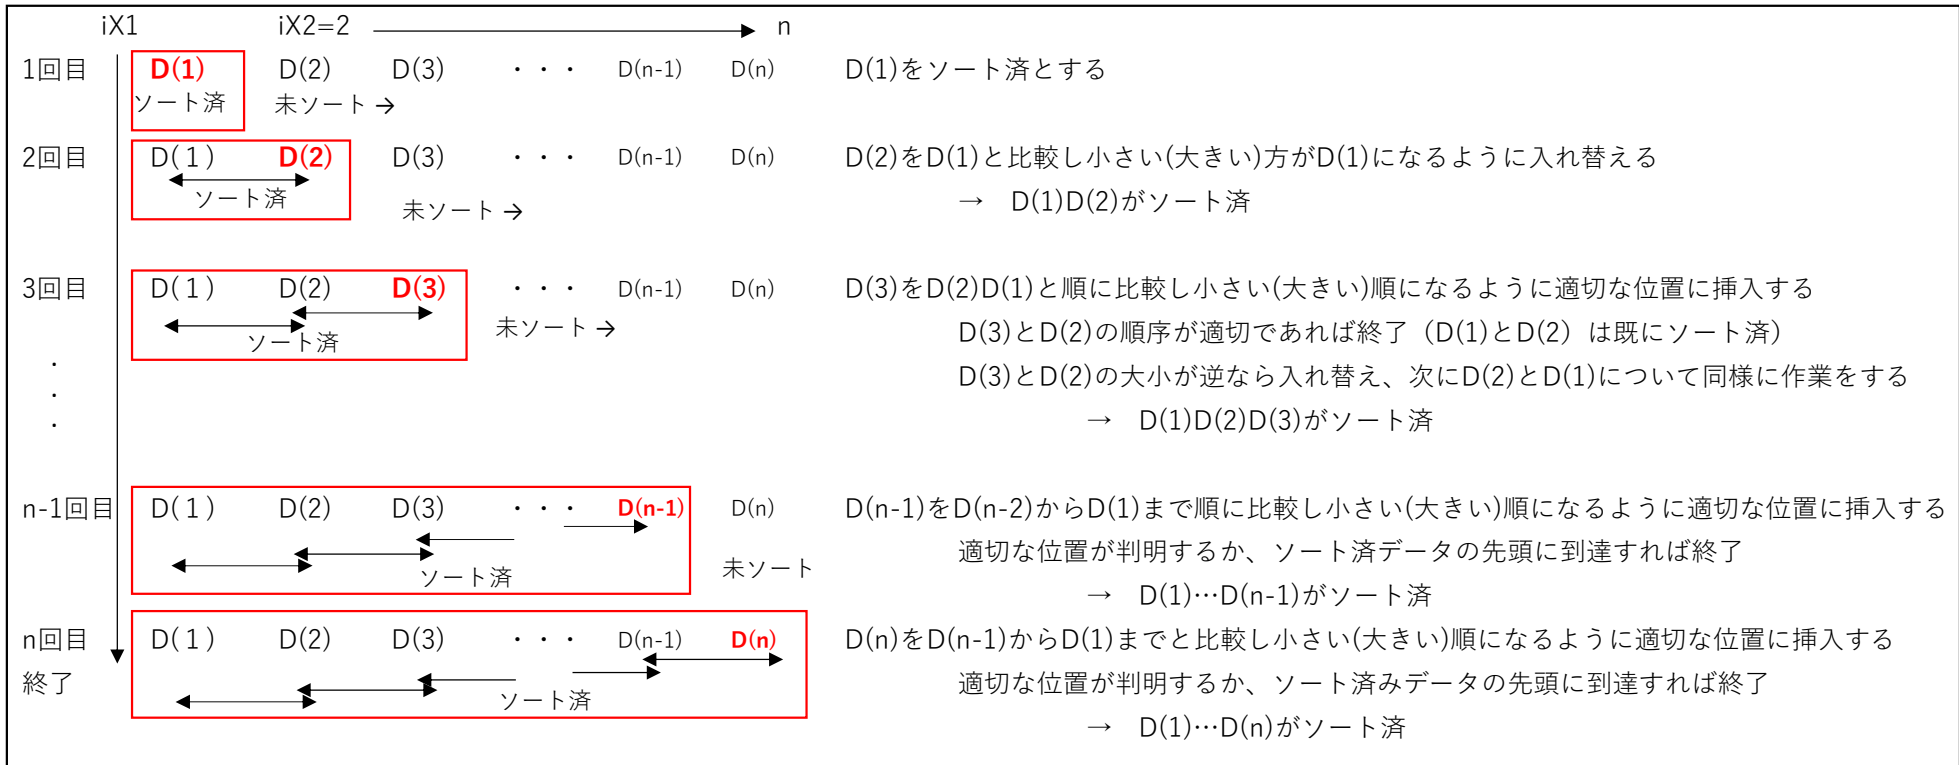 iX1 iX2=2 n
1回目 D(1) D(2) D(3) ・・・ D(n-1) D(n) D(1)をソート済とする
ソート済 未ソート →
2回目 D(1) D(2) D(3) ・・・ D(n-1) D(n) D(2)をD(1)と比較し小さい(大きい)方がD(1)になるように入れ替える
ソート済 未ソート → → D(1)D(2)がソート済
3回目 D(1) D(2) D(3) ・・・ D(n-1) D(n) D(3)をD(2)D(1)と順に比較し小さい(大きい)順になるように適切な位置に挿入する
ソート済 未ソート → D(3)とD(2)の順序が適切であれば終了（D(1)とD(2）は既にソート済）
・ D(3)とD(2)の大小が逆なら入れ替え、次にD(2)とD(1)について同様に作業をする
・
・ → D(1)D(2)D(3)がソート済
n-1回目 D(1) D(2) D(3) ・・・ D(n-1) D(n) D(n-1)をD(n-2)からD(1)まで順に比較し小さい(大きい)順になるように適切な位置に挿入する
ソート済 未ソート 適切な位置が判明するか、ソート済データの先頭に到達すれば終了
→ D(1)…D(n-1)がソート済
n回目 D(1) D(2) D(3) ・・・ D(n-1) D(n) D(n)をD(n-1)からD(1)までと比較し小さい(大きい)順になるように適切な位置に挿入する
終了 ソート済 適切な位置が判明するか、ソート済みデータの先頭に到達すれば終了
→ D(1)…D(n)がソート済